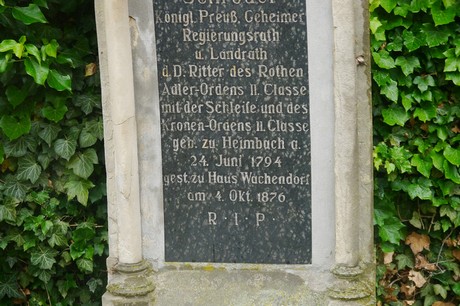 Königl. Preuß. Geheimer
Regierungsrath
u. Landrath
d. D. Ritter des Rothen
Adler-Ordens II. Classe
mit der Schleife und des
Kronen-Ordens II. Classe
geb. zu Heimbach a.
24. Juni 1794
gest. zu Haus Wachendorf
am 4. Okt. 1876
R · I · P ·